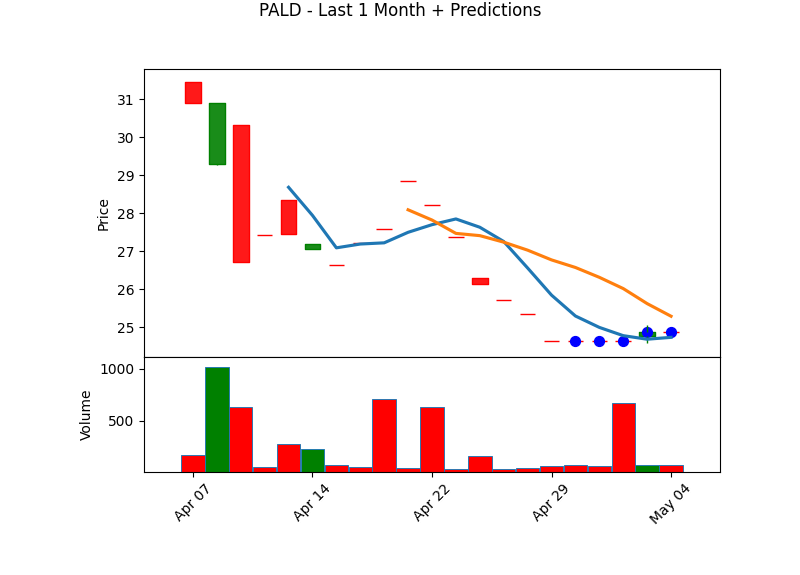 PALD - Last 1 Month + Predictions
31
30
29
28
27
26
25
Price
1000
500
Volume
Apr 07
Apr 14
Apr 22
Apr 29
May 04